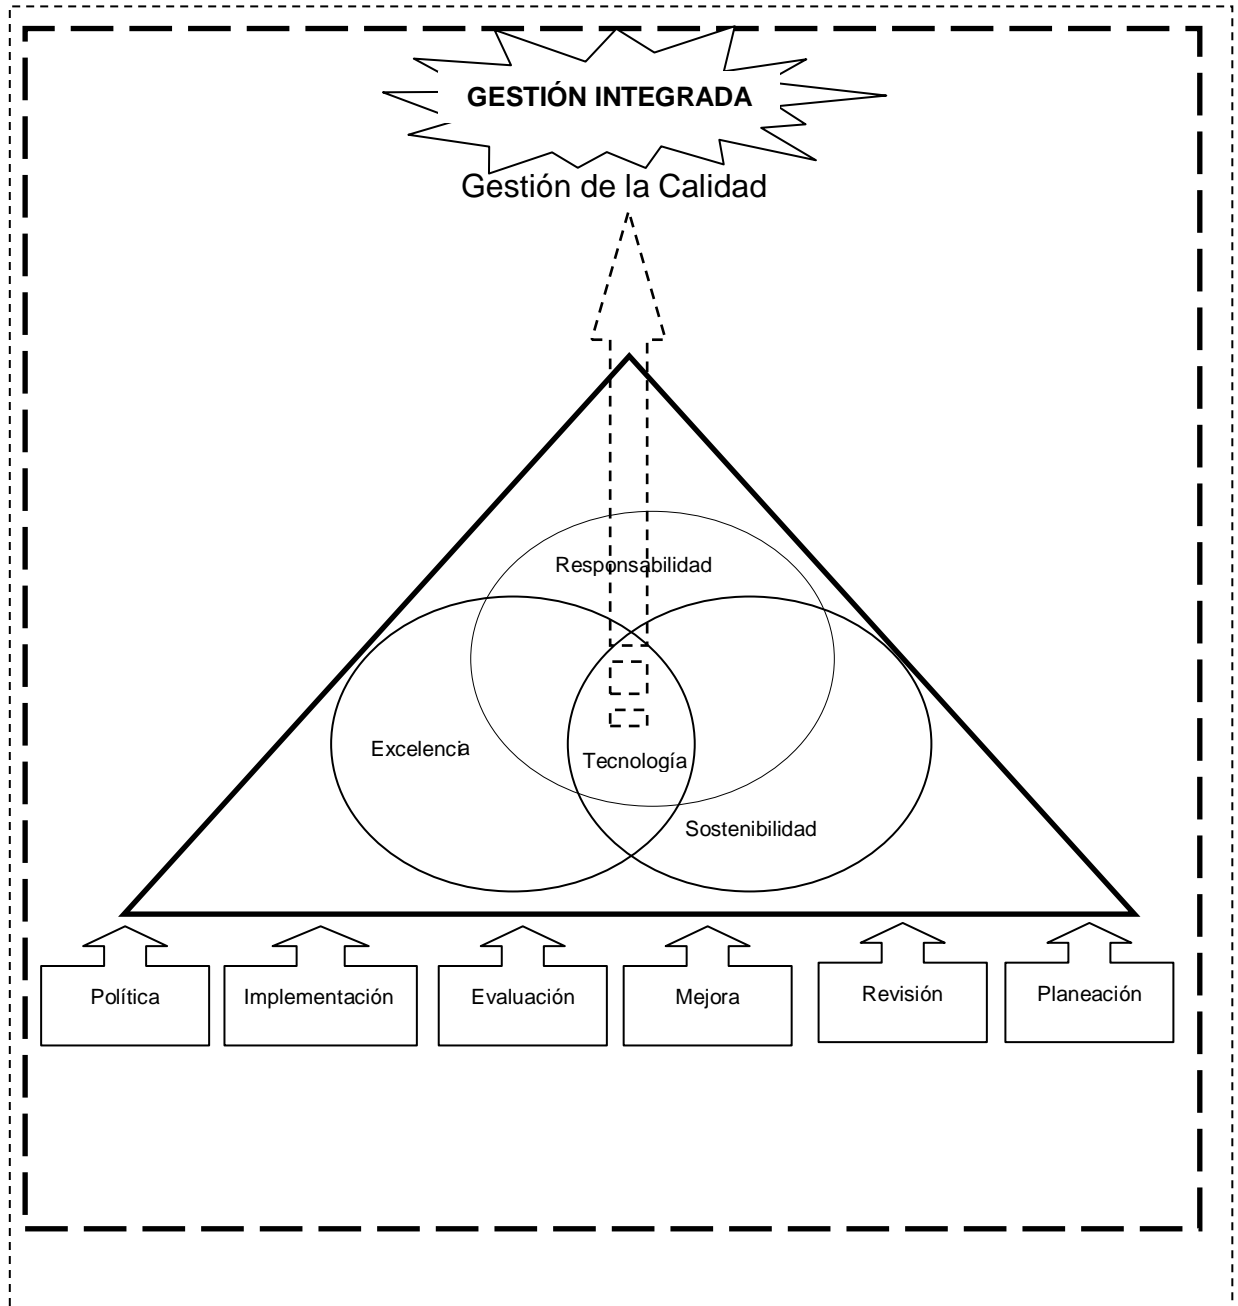 GESTIÓN INTEGRADA
Gestión de la Calidad
Responsabilidad
Excelencia
Tecnología
Sostenibilidad
Política
Implementación
Evaluación
Mejora
Revisión
Planeación